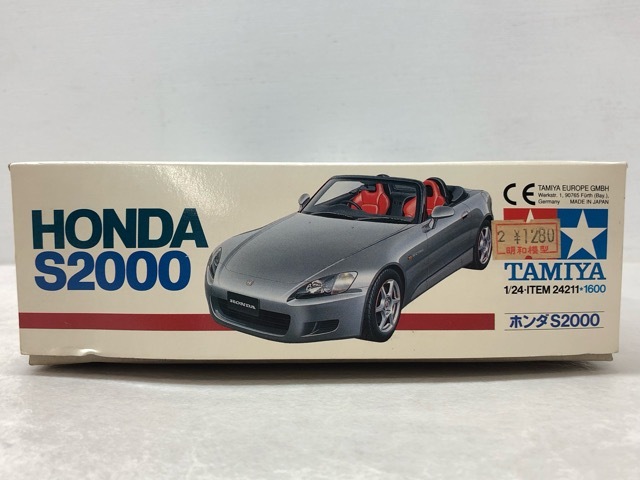 HONDA
S2000
HONDA
CE
TAMIYA EUROPE GMBH
Werkstr. 1, 90765 Fürth (Bay.),
Germany MADE IN JAPAN
2 ¥1280
昭和模型
TAMIYA
1/24·ITEM 24211*1600
ホンダS2000